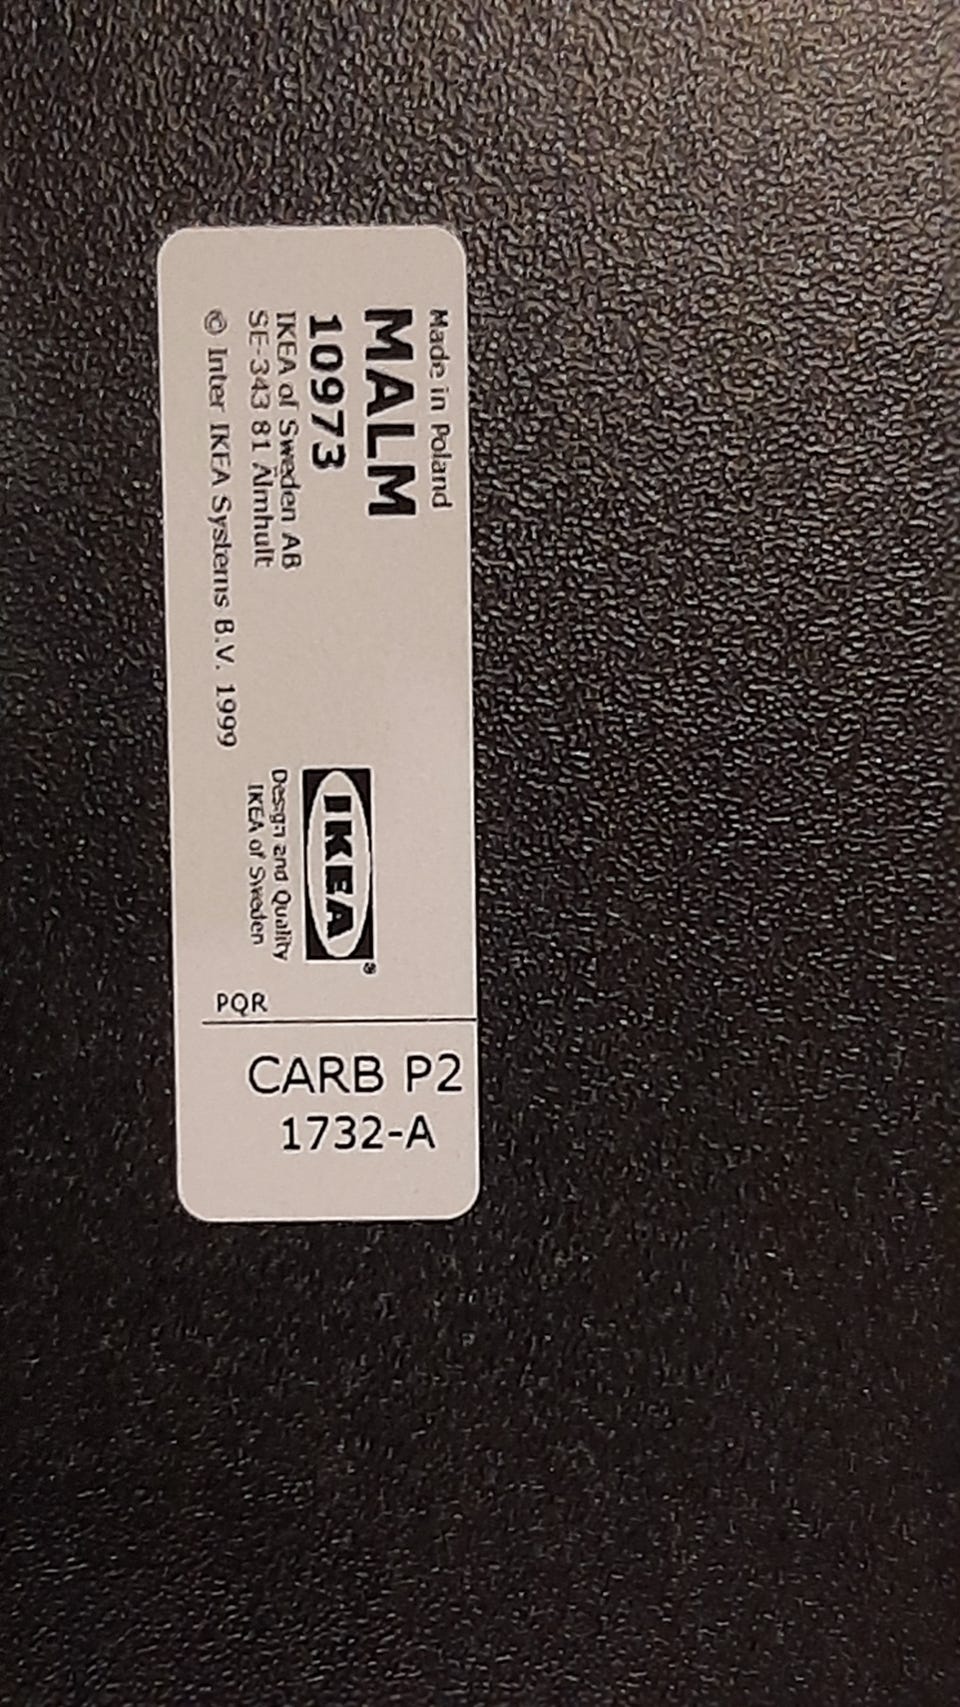 Made in Poland
MALM
10973
IKEA of Sweden AB
SE-343 81 Älmhult
© Inter IKEA Systems B.V. 1999
IKEA®
Design and Quality
IKEA of Sweden
PQR
CARB P2
1732-A